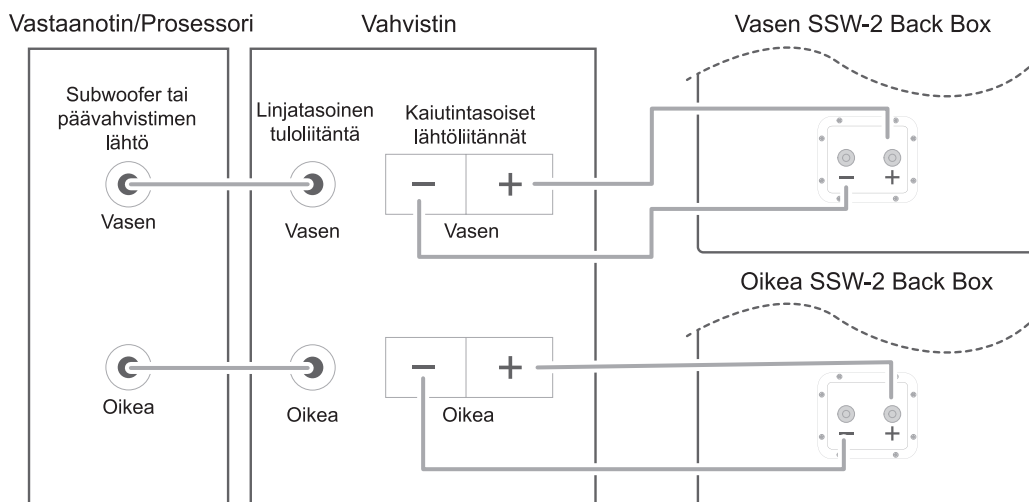 Vastaanotin/Prosessori
Vahvistin
Vasen SSW-2 Back Box
Subwoofer tai
päävahvistimen
lähtö
Linjatasoinen
tuloliitäntä
Kaiutintasoiset
lähtöliitännät
− +
− +
Vasen
Vasen
Vasen
Oikea SSW-2 Back Box
− +
− +
Oikea
Oikea
Oikea